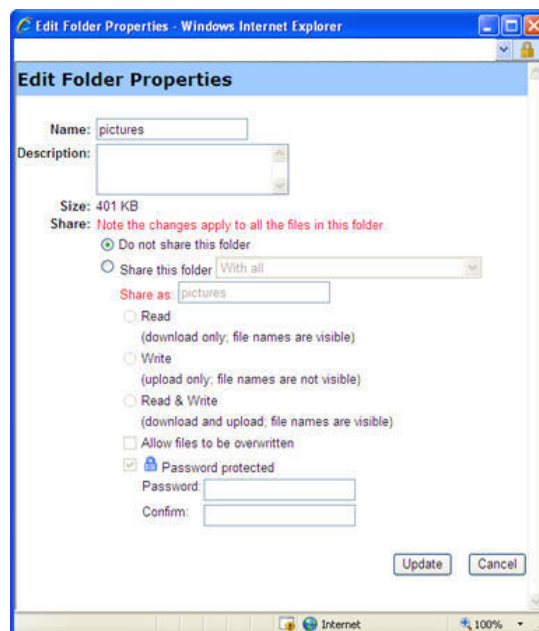 Edit Folder Properties - Windows Internet Explorer
Edit Folder Properties
Name: pictures
Description:
Size: 401 KB
Share: Note the changes apply to all the files in this folder.
Do not share this folder
Share this folder With all
Share as: pictures
Read
(download only; file names are visible)
Write
(upload only; file names are not visible)
Read & Write
(download and upload; file names are visible)
Allow files to be overwritten
Password protected
Password:
Confirm:
Update Cancel
Internet 100%